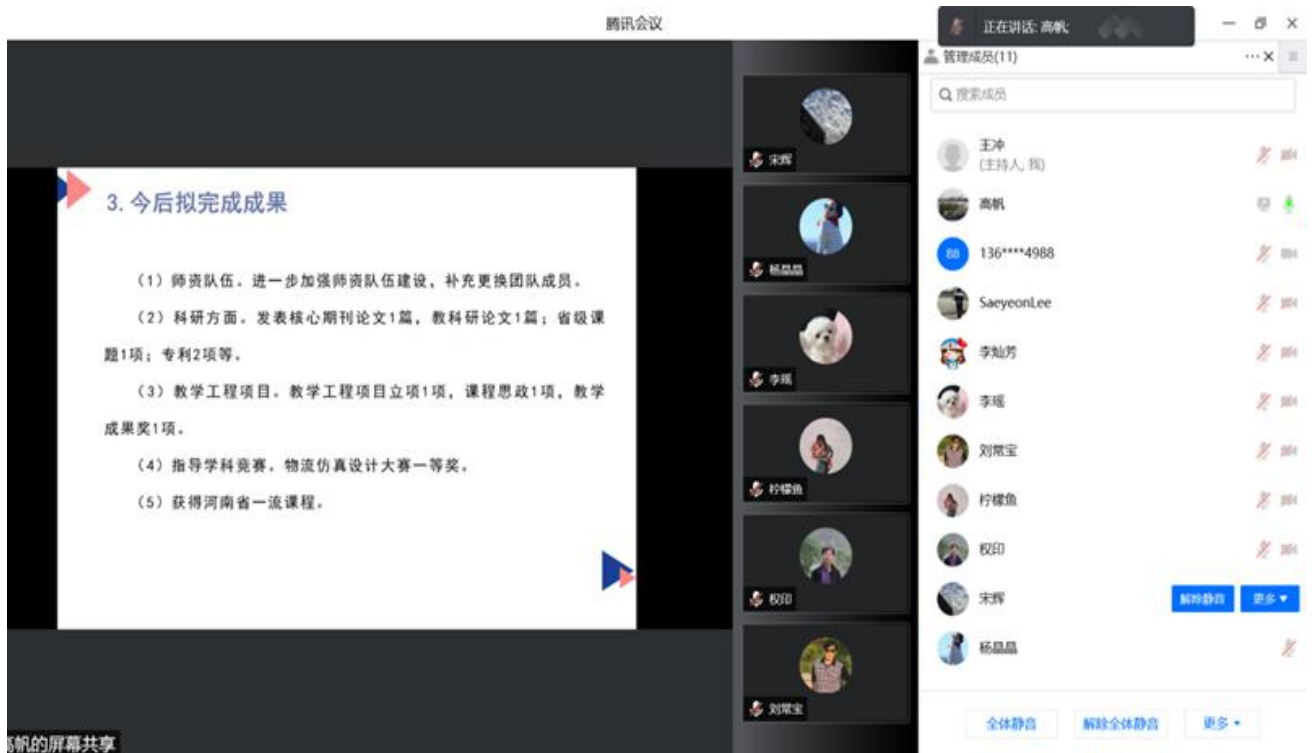 腾讯会议
正在讲话: 高帆;
管理成员(11)
搜索成员
3. 今后拟完成成果
（1）师资队伍。进一步加强师资队伍建设，补充更换团队成员。
（2）科研方面。发表核心期刊论文1篇，教科研论文1篇；省级课
题1项；专利2项等。
（3）教学工程项目。教学工程项目立项1项，课程思政1项，教学
成果奖1项。
（4）指导学科竞赛。物流仿真设计大赛一等奖。
（5）获得河南省一流课程。
高帆的屏幕共享
宋辉
杨晶晶
李瑶
柠檬鱼
权印
刘常宝
王冲
(主持人, 我)
高帆
88
136****4988
SaeyeonLee
李灿芳
李瑶
刘常宝
柠檬鱼
权印
宋辉
解除静音
更多
杨晶晶
全体静音
解除全体静音
更多